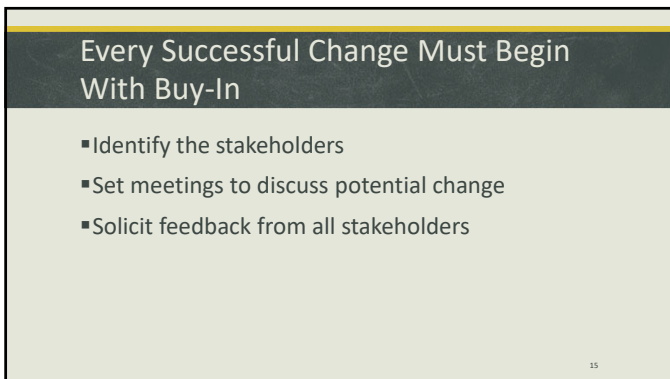 Every Successful Change Must Begin
With Buy-In
▪Identify the stakeholders
▪Set meetings to discuss potential change
▪Solicit feedback from all stakeholders
15